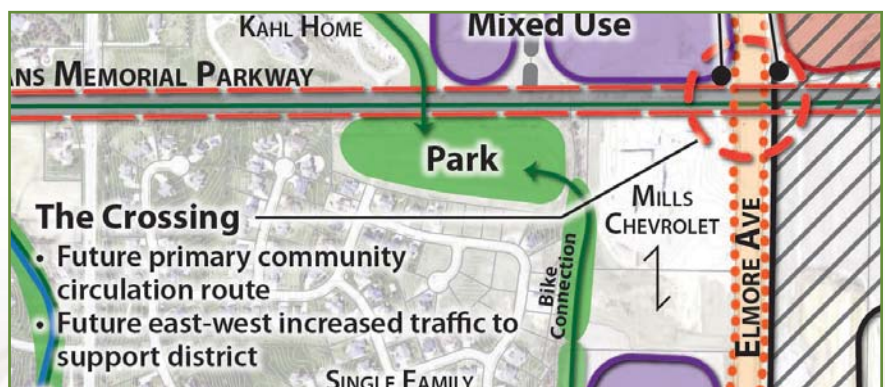 KAHL HOME
Mixed Use
ANS MEMORIAL PARKWAY
Park
The Crossing
• Future primary community
circulation route
• Future east-west increased traffic to
support district
MILLS
CHEVROLET
Bike
Connection
ELMORE AVE
SINGLE FAMILY